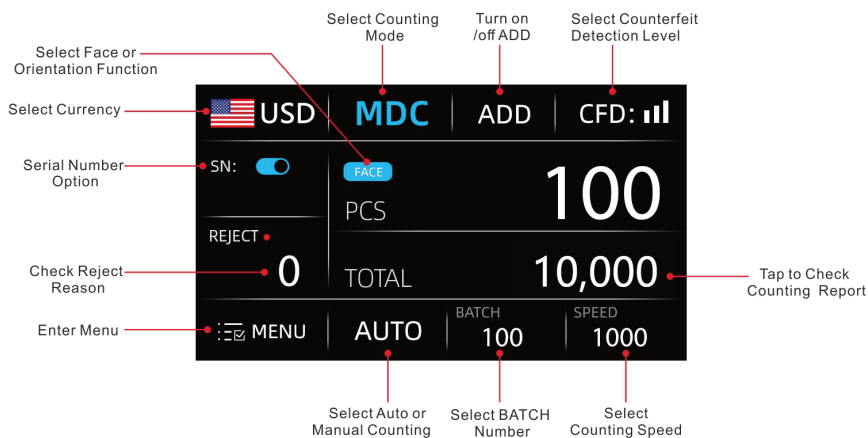 Select Counting
Mode
Turn on
/off ADD
Select Counterfeit
Detection Level
Select Face or
Orientation Function
Select Currency
USD
MDC
ADD
CFD:
Serial Number
Option
SN:
FACE
PCS
100
REJECT
0
Check Reject
Reason
TOTAL
10,000
Tap to Check
Counting Report
Enter Menu
MENU
AUTO
BATCH
100
SPEED
1000
Select Auto or
Manual Counting
Select BATCH
Number
Select
Counting Speed